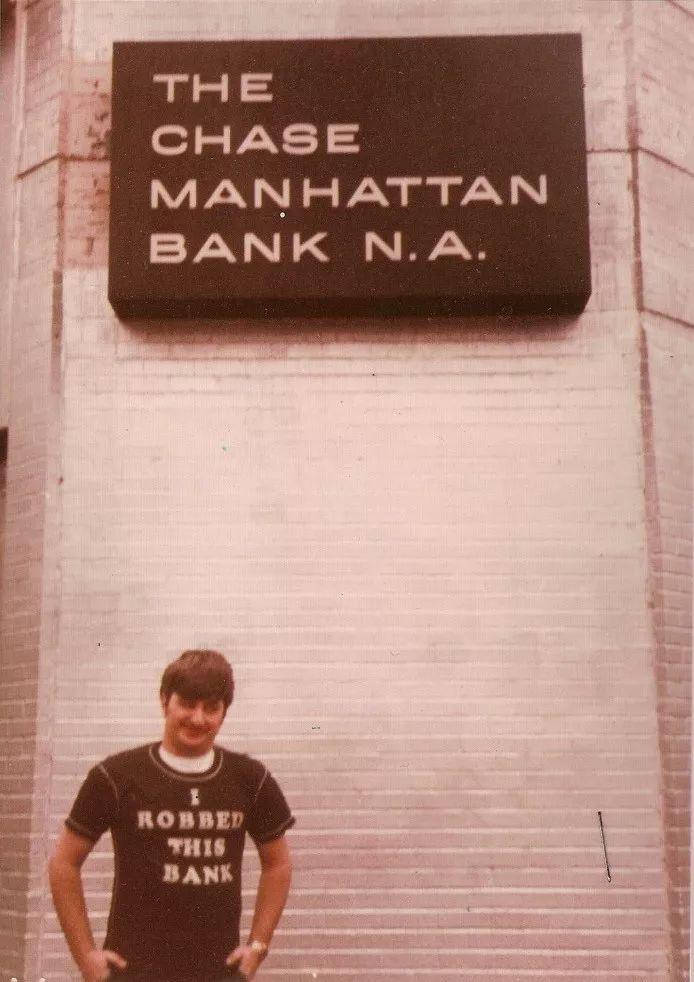 THE
CHASE
MANHATTAN
BANK N.A.
I
ROBBED
THIS
BANK